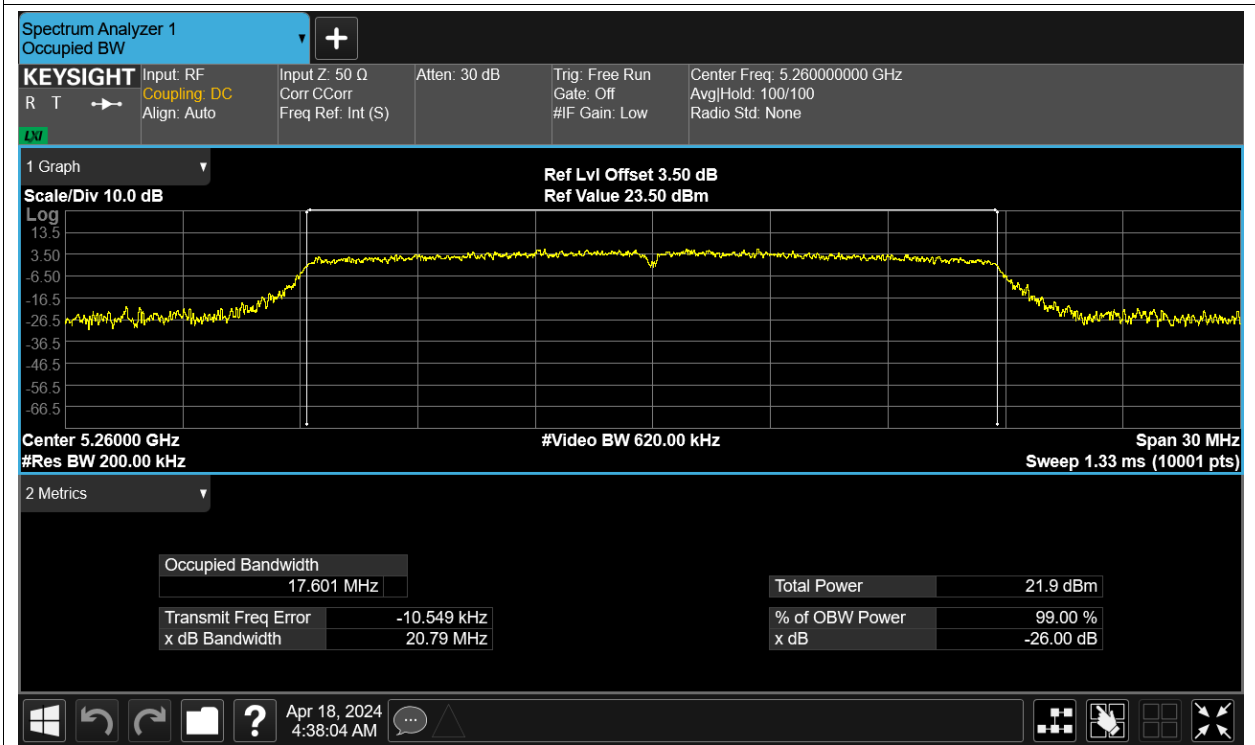 Spectrum Analyzer 1
Occupied BW
KEYSIGHT
R T
LXI
Input: RF
Coupling: DC
Align: Auto
Input Z: 50 Ω
Corr CCorr
Freq Ref: Int (S)
Atten: 30 dB
Trig: Free Run
Gate: Off
#IF Gain: Low
Center Freq: 5.260000000 GHz
Avg|Hold: 100/100
Radio Std: None
1 Graph
Scale/Div 10.0 dB
Ref Lvl Offset 3.50 dB
Ref Value 23.50 dBm
Log
13.5
3.50
-6.50
-16.5
-26.5
-36.5
-46.5
-56.5
-66.5
Center 5.26000 GHz
#Video BW 620.00 kHz
Span 30 MHz
#Res BW 200.00 kHz
Sweep 1.33 ms (10001 pts)
2 Metrics
Occupied Bandwidth
17.601 MHz
Total Power 21.9 dBm
Transmit Freq Error -10.549 kHz
% of OBW Power 99.00 %
x dB Bandwidth 20.79 MHz
x dB -26.00 dB
?
Apr 18, 2024
4:38:04 AM